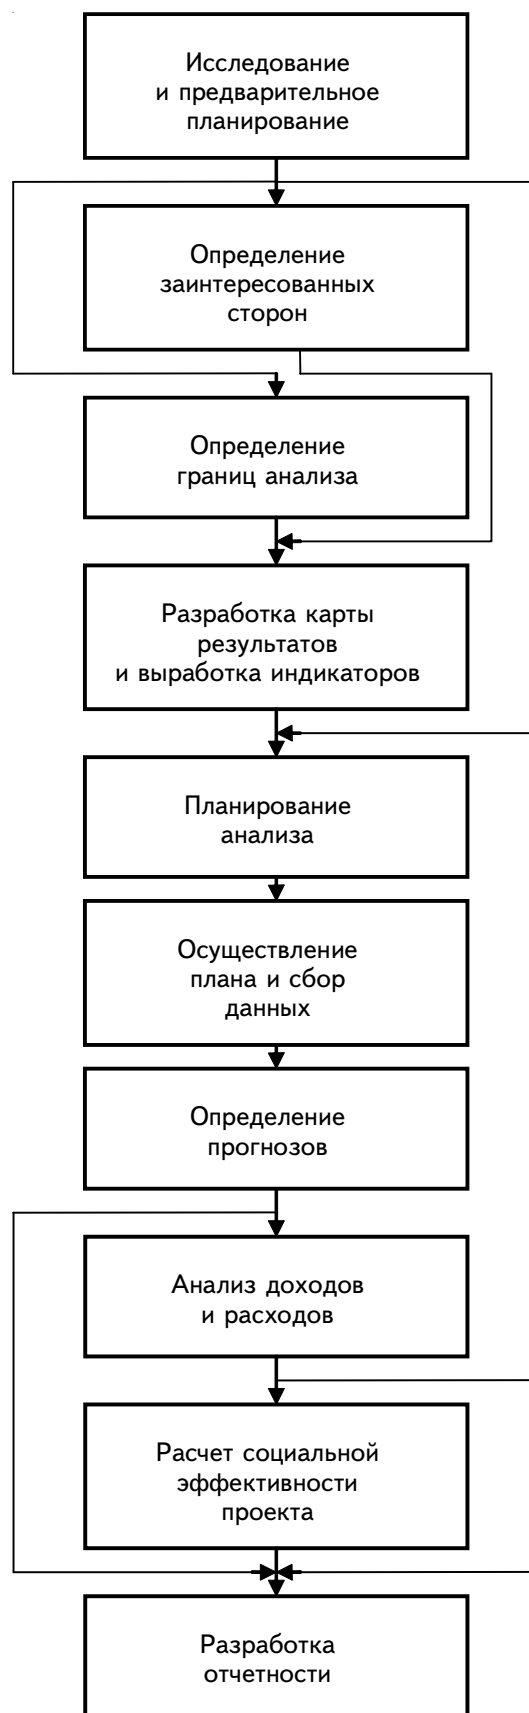 Исследование
и предварительное
планирование
Определение
заинтересованных
сторон
Определение
границ анализа
Разработка карты
результатов
и выработка индикаторов
Планирование
анализа
Осуществление
плана и сбор
данных
Определение
прогнозов
Анализ доходов
и расходов
Расчет социальной
эффективности
проекта
Разработка
отчетности